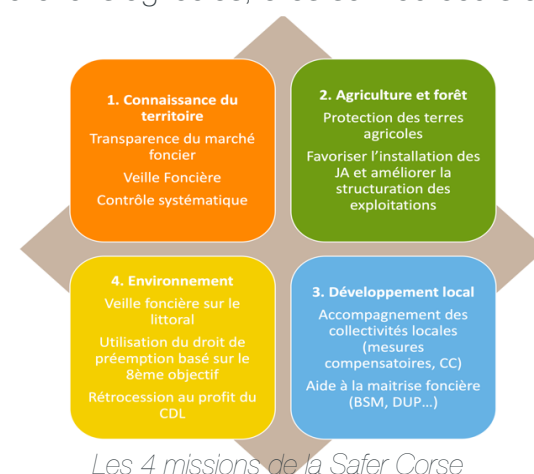 1. Connaissance du
territoire
Transparence du marché
foncier
Veille Foncière
Contrôle systématique
2. Agriculture et forêt
Protection des terres
agricoles
Favoriser l'installation des
JA et améliorer la
structuration des
exploitations
4. Environnement
Veille foncière sur le
littoral
Utilisation du droit de
préemption basé sur le
8ème objectif
Rétrocession au profit du
CDL
3. Développement local
Accompagnement des
collectivités locales
(mesures
compensatoires, CC)
Aide à la maitrise foncière
(BSM, DUP...)
Les 4 missions de la Safer Corse